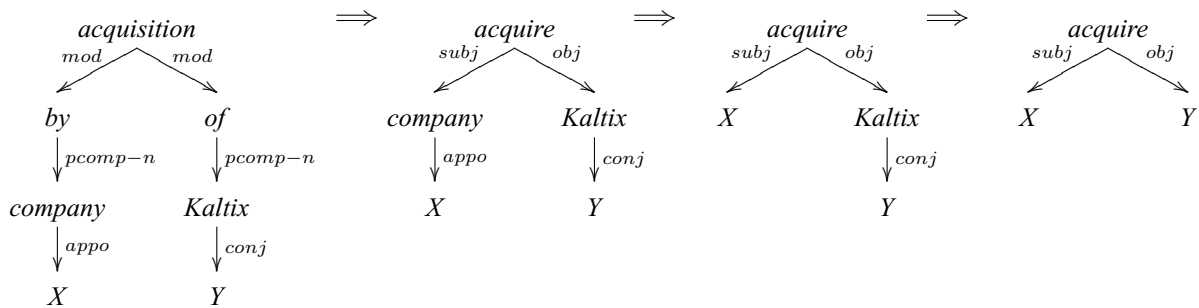 acquisition ⟹ acquire ⟹ acquire ⟹ acquire
mod mod subj obj subj obj subj obj
by of company Kaltix X Kaltix X Y
pcomp−n pcomp−n appo conj conj
company Kaltix X Y Y
appo conj
X Y